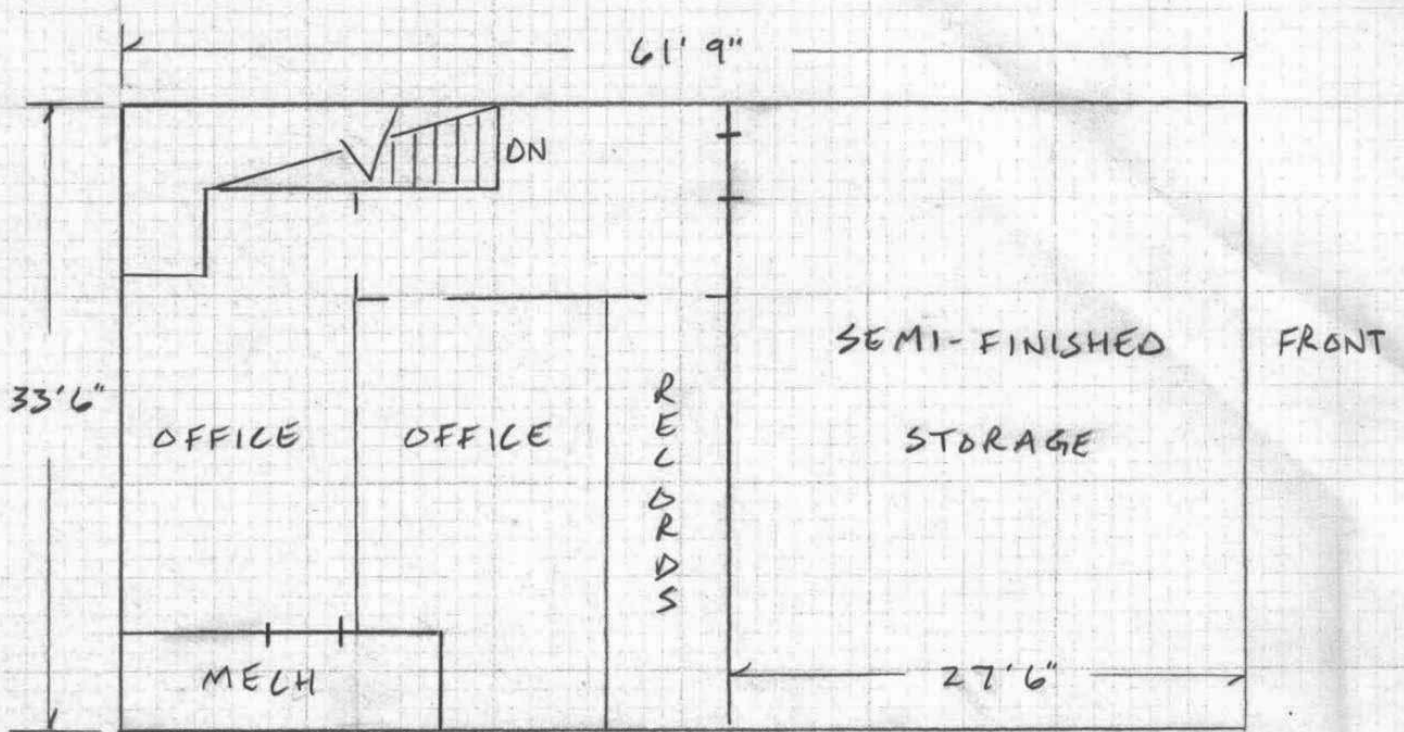 61' 9"
DN
SEMI-FINISHED
FRONT
33'6"
OFFICE
OFFICE
RECORDS
STORAGE
MECH
27'6"